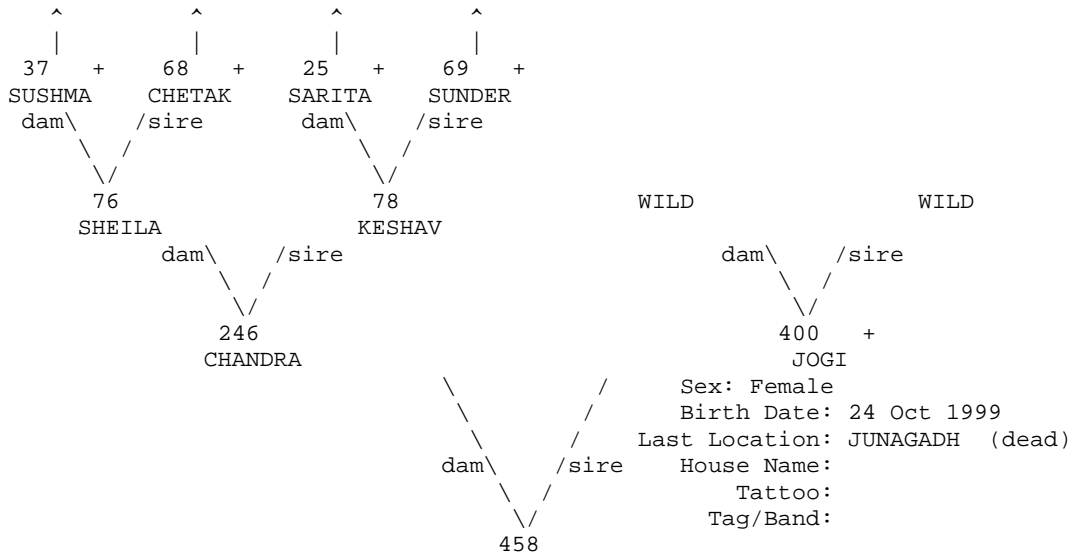 ^ ^ ^ ^
| | | |
37 + 68 + 25 + 69 +
SUSHMA CHETAK SARITA SUNDER
dam\ /sire dam\ /sire
\ / \ /
\/ \/
76 78 WILD WILD
SHEILA KESHAV
dam\ /sire dam\ /sire
\ / \ /
\/ \/
246 400 +
CHANDRA JOGI
\ / Sex: Female
\ / Birth Date: 24 Oct 1999
\ / Last Location: JUNAGADH (dead)
dam\ /sire House Name:
\ / Tattoo:
\/ Tag/Band:
458